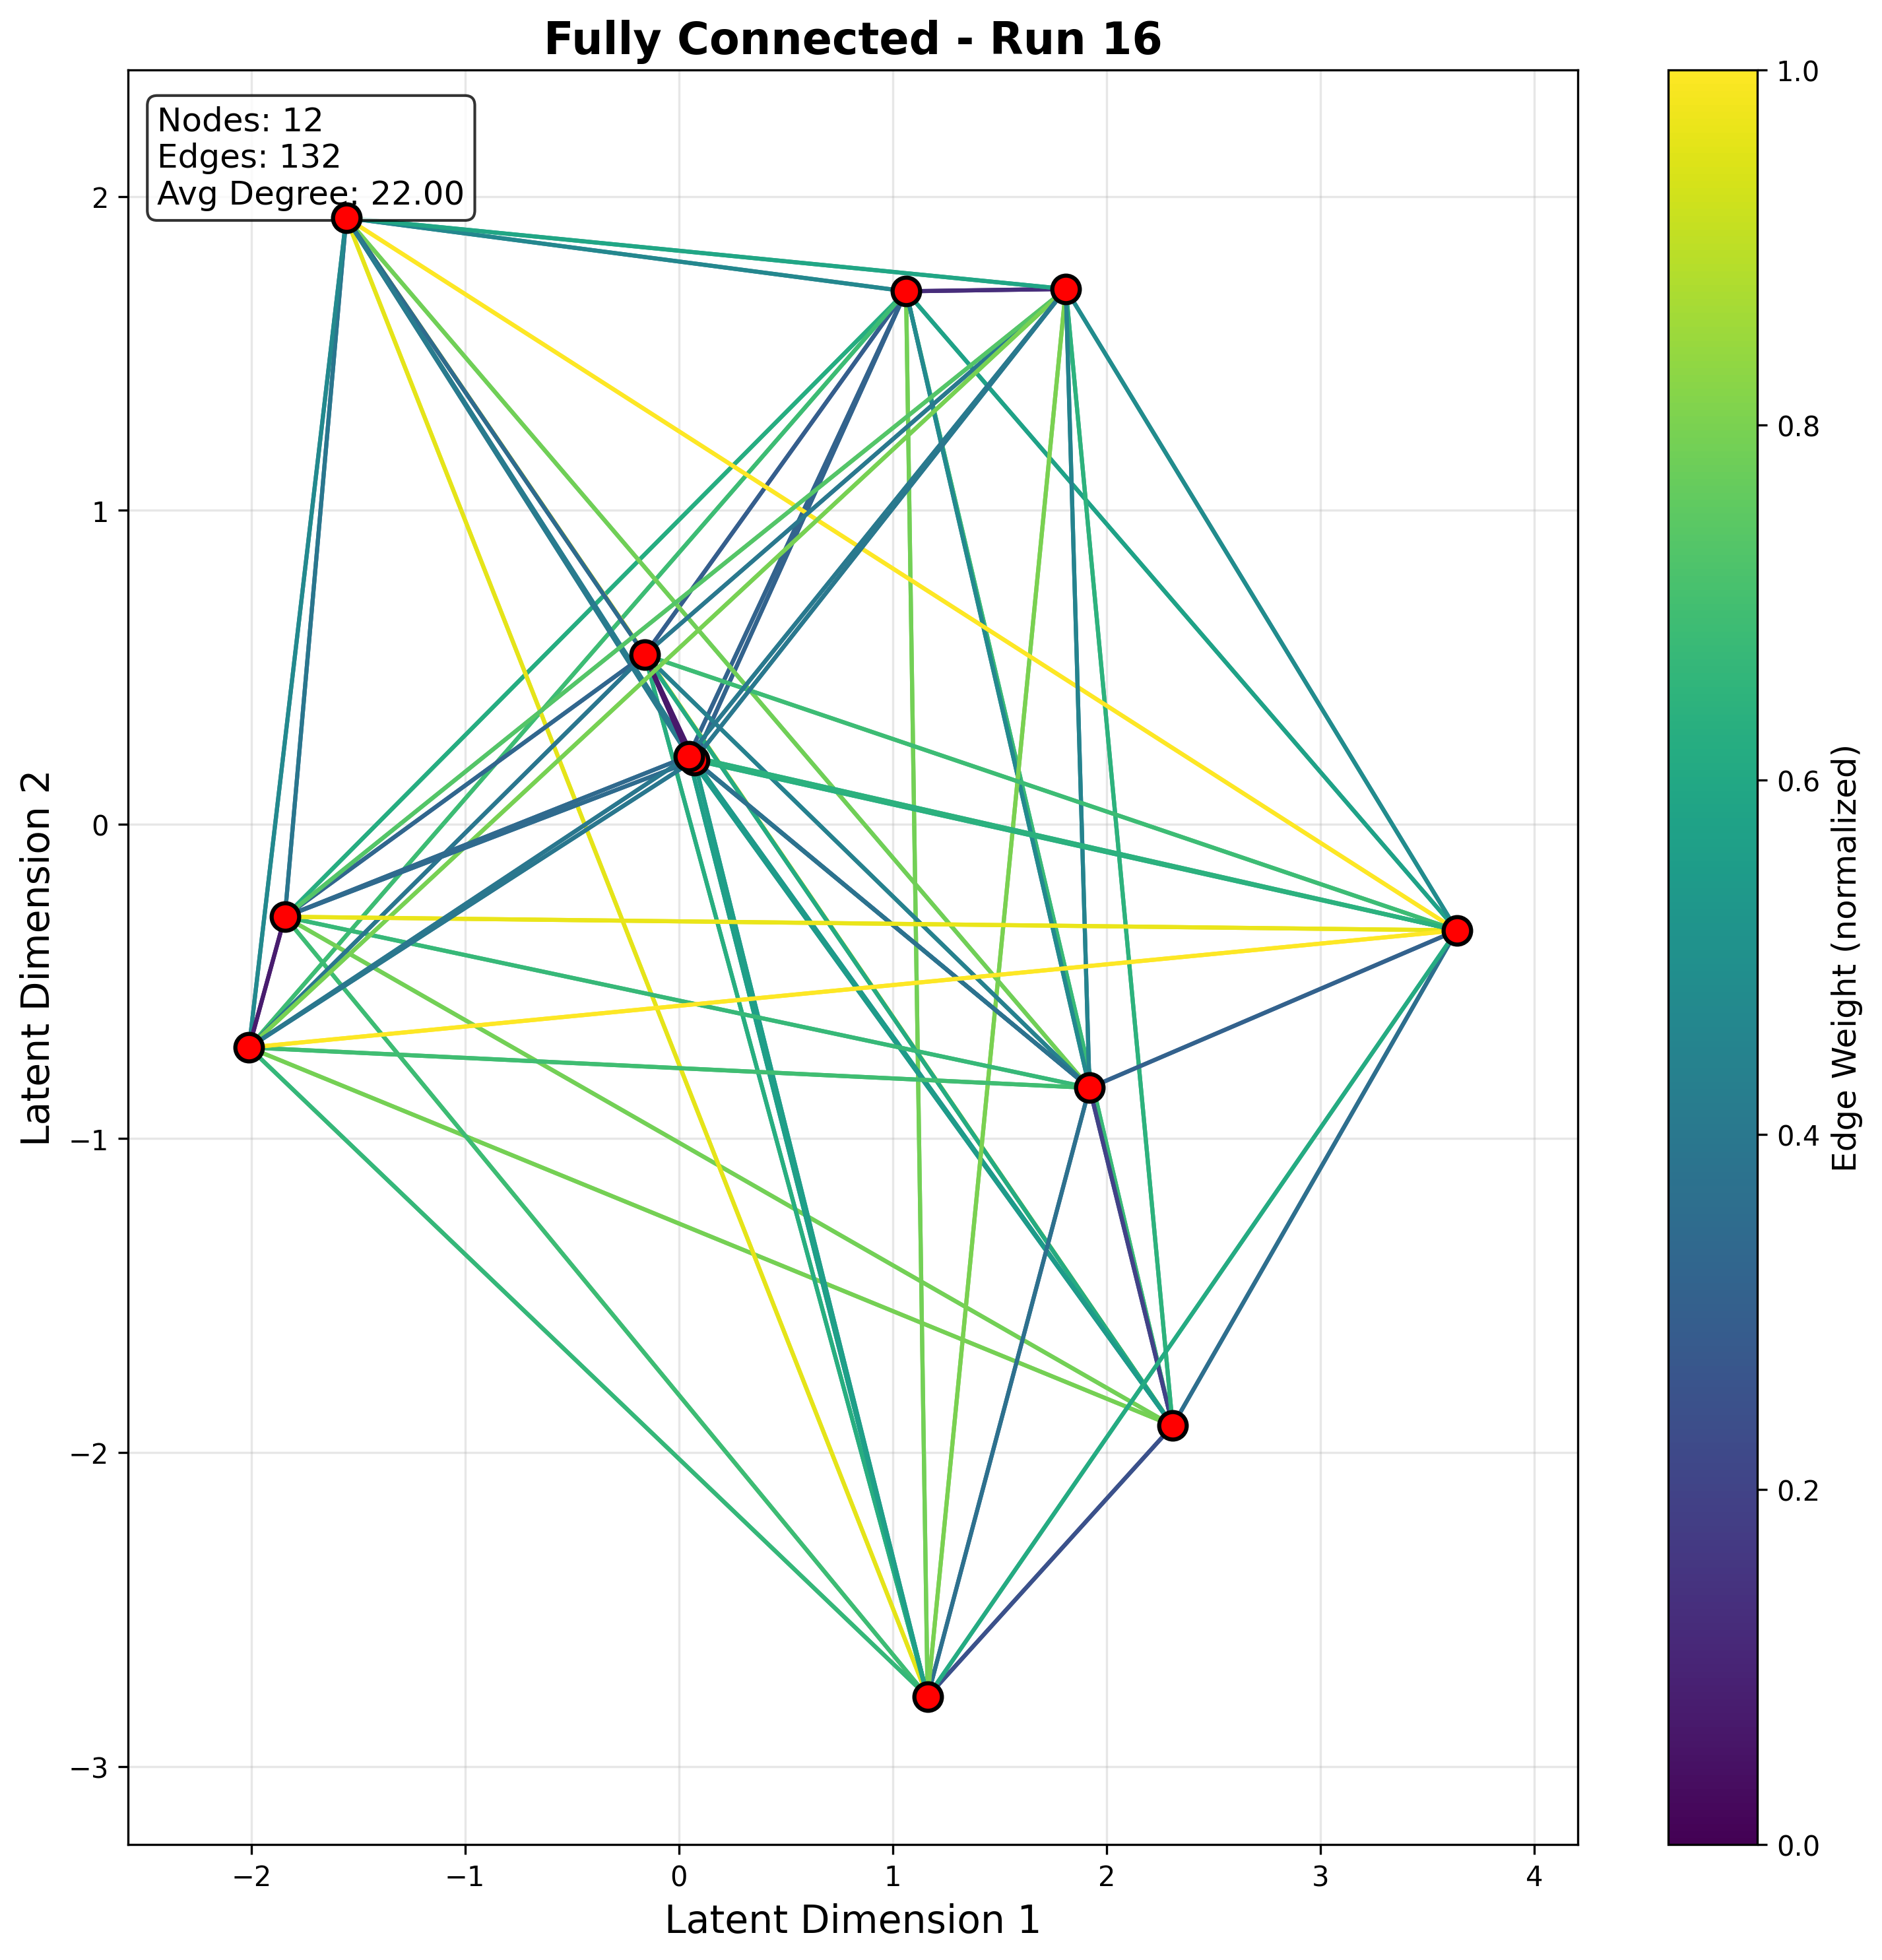 Fully Connected - Run 16
Nodes: 12
Edges: 132
Avg Degree: 22.00
2
1
0
−1
−2
−3
−2
−1
0
1
2
3
4
Latent Dimension 1
Latent Dimension 2
1.0
0.8
0.6
0.4
0.2
0.0
Edge Weight (normalized)